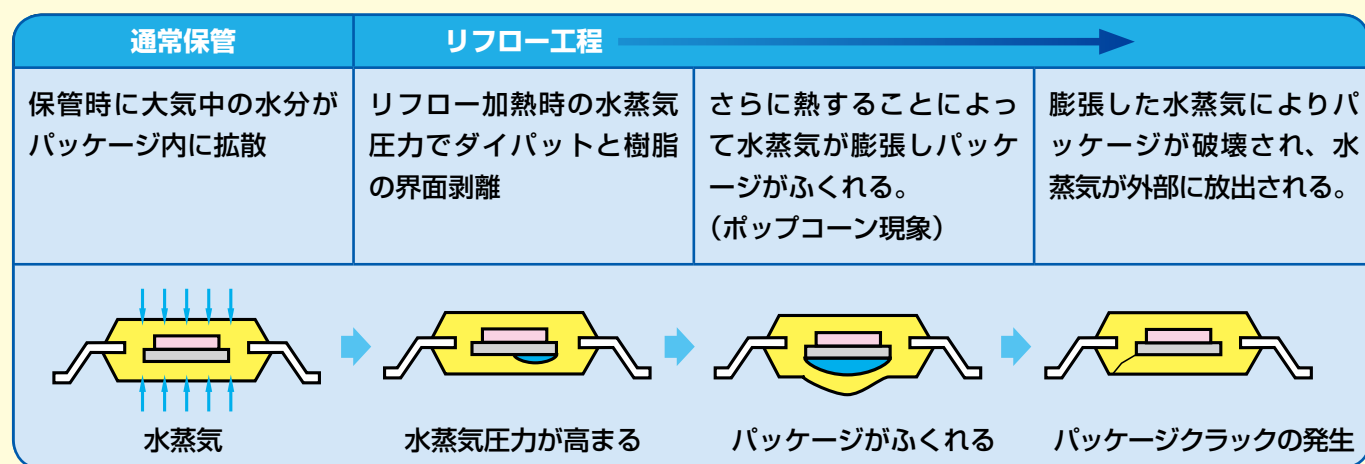 通常保管
リフロー工程
保管時に大気中の水分が
パッケージ内に拡散
リフロー加熱時の水蒸気
圧力でダイパットと樹脂
の界面剥離
さらに熱することによっ
て水蒸気が膨張しパッケ
ージがふくれる。
（ポップコーン現象）
膨張した水蒸気によりパ
ッケージが破壊され、水
蒸気が外部に放出される。
水蒸気
水蒸気圧力が高まる
パッケージがふくれる
パッケージクラックの発生